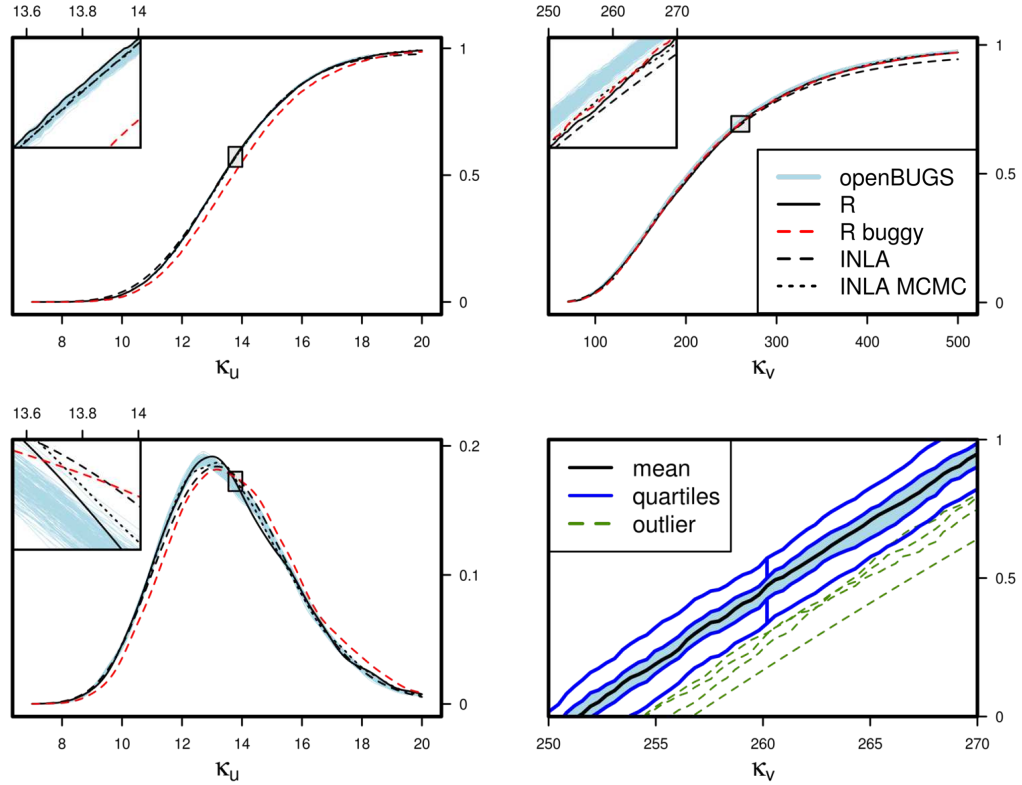 13.6 13.8 14
1
0.5
0
8 10 12 14 16 18 20
κu
250 260 270
1
0.5
0
openBUGS
R
R buggy
INLA
INLA MCMC
100 200 300 400 500
κv
13.6 13.8 14
0.2
0.1
0
8 10 12 14 16 18 20
κu
mean
quartiles
outlier
1
0.5
0
250 255 260 265 270
κv